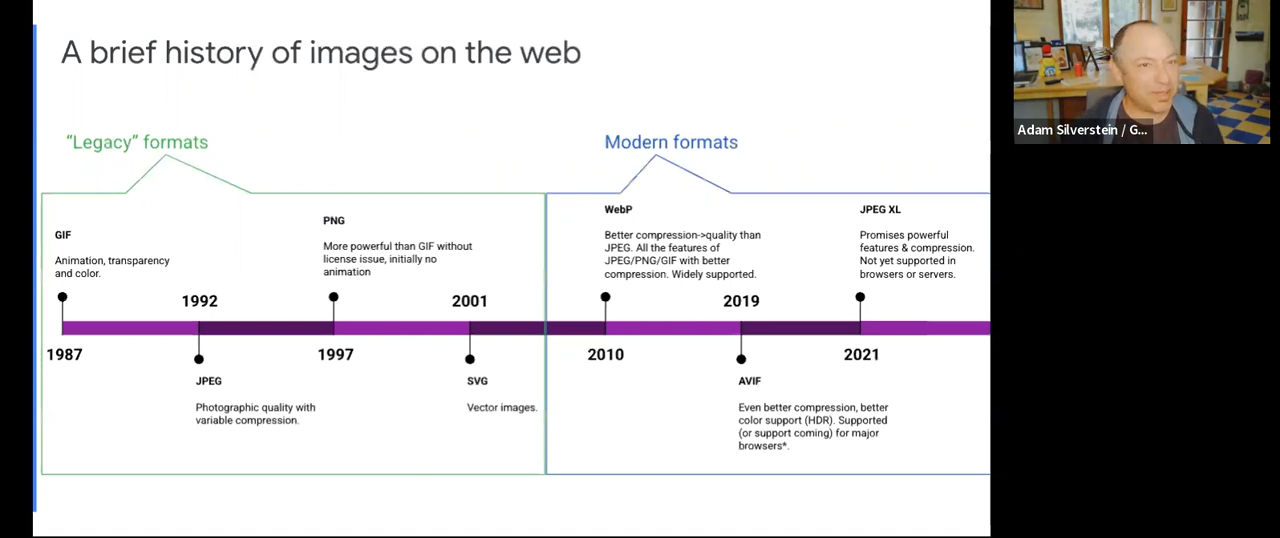 A brief history of images on the web
"Legacy" formats
Modern formats
GIF
Animation, transparency
and color.
PNG
More powerful than GIF without
license issue, initially no
animation
WebP
Better compression->quality than
JPEG. All the features of
JPEG/PNG/GIF with better
compression. Widely supported.
JPEG XL
Promises powerful
features & compression.
Not yet supported in
browsers or servers.
1992
2001
2019
1987
1997
2010
2021
JPEG
Photographic quality with
variable compression.
SVG
Vector images.
AVIF
Even better compression, better
color support (HDR). Supported
(or support coming) for major
browsers*.
Adam Silverstein / G...